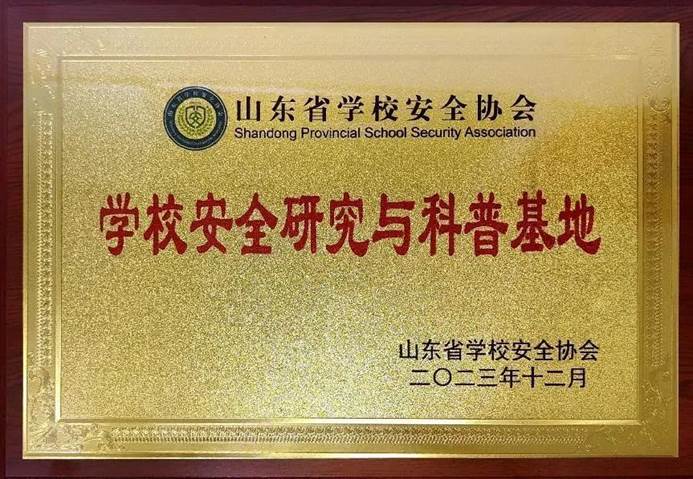 山东省学校安全协会
Shandong Provincial School Security Association
学校安全研究与科普基地
山东省学校安全协会
二〇二三年十二月